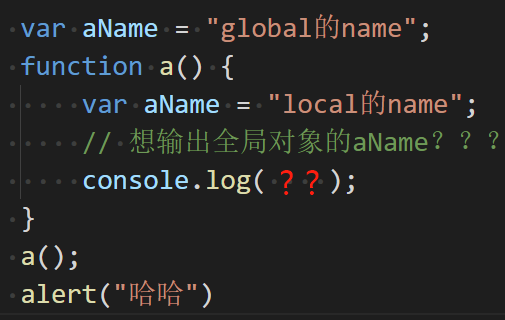 var aName = "global的name";
function a() {
var aName = "local的name";
// 想输出全局对象的aName？？？
console.log(？？);
}
a();
alert("哈哈")